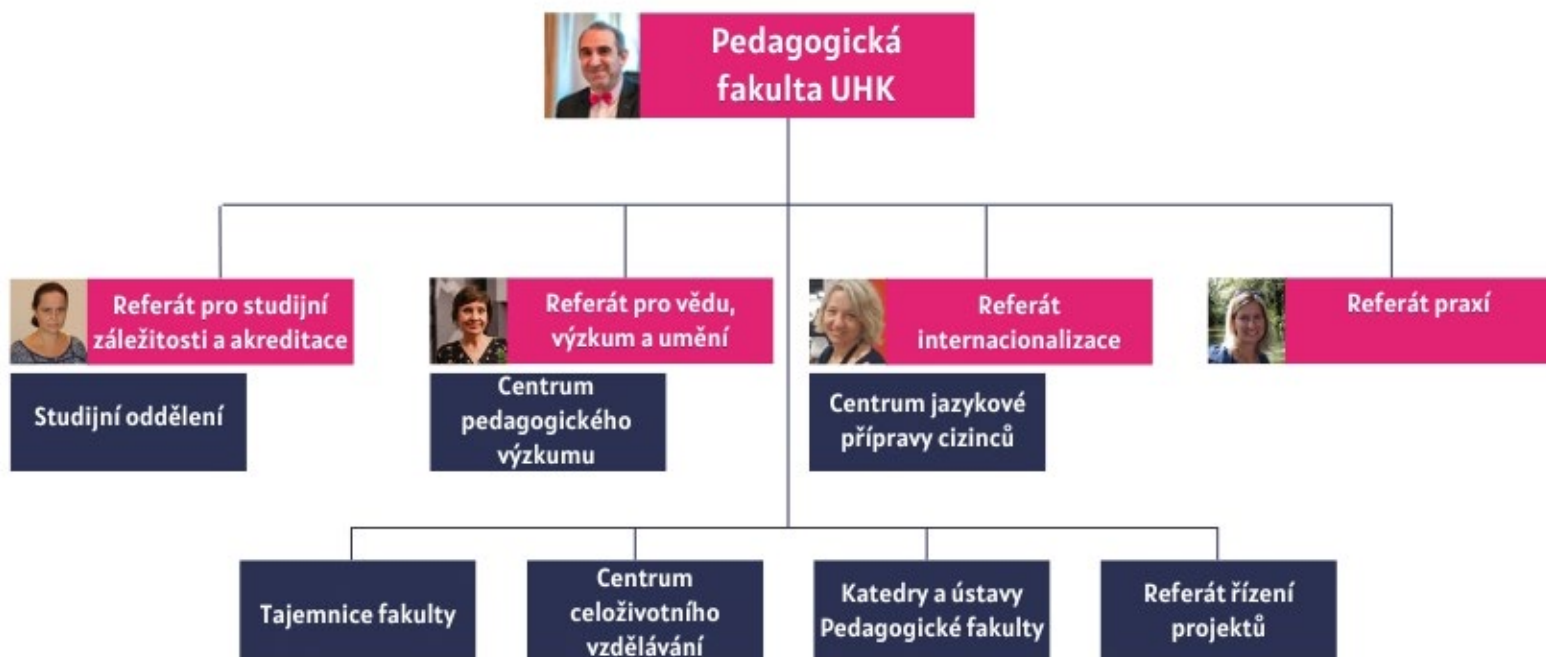 Pedagogická
fakulta UHK
Referát pro studijní
záležitosti a akreditace
Referát pro vědu,
výzkum a umění
Referát
internacionalizace
Referát praxí
Studijní oddělení
Centrum
pedagogického
výzkumu
Centrum jazykové
přípravy cizinců
Tajemnice fakulty
Centrum
celoživotního
vzdělávání
Katedry a ústavy
Pedagogické fakulty
Referát řízení
projektů